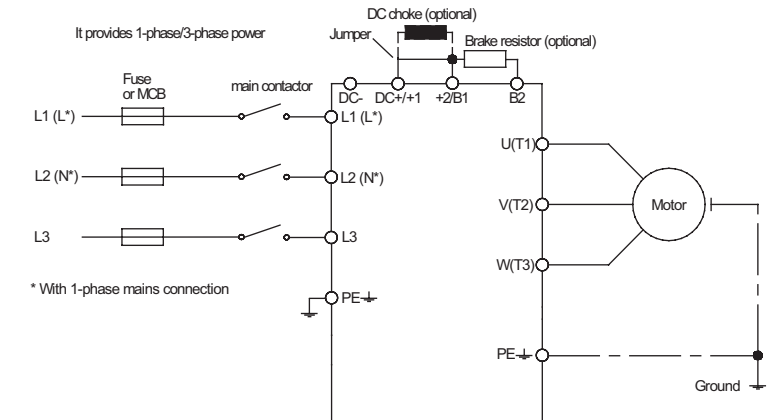 DC choke (optional)
It provides 1-phase/3-phase power
Jumper
Brake resistor (optional)
Fuse
or MCB
main contactor
DC-
DC+/+1
+2/B1
B2
L1 (L*)
L1 (L*)
U(T1)
L2 (N*)
L2 (N*)
V(T2)
Motor
L3
L3
W(T3)
* With 1-phase mains connection
PE
PE
Ground